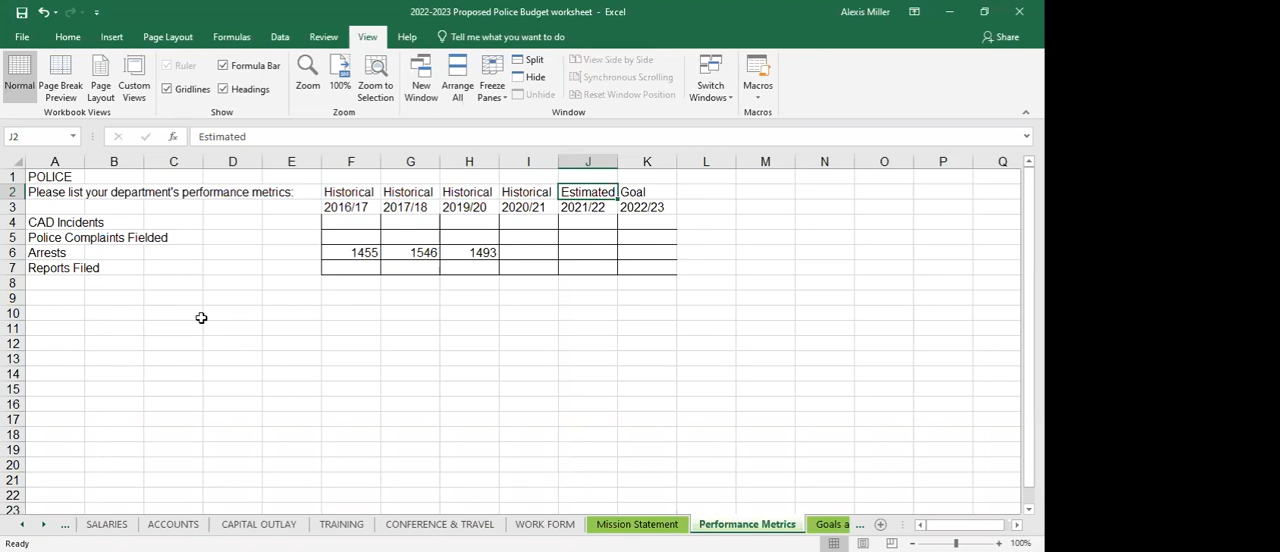 2022-2023 Proposed Police Budget worksheet - Excel
Alexis Miller
File Home Insert Page Layout Formulas Data Review View Help Tell me what you want to do Share
Normal
Page Break Preview
Page Layout
Custom Views
Ruler
Formula Bar
Gridlines
Headings
Zoom
100%
Zoom to Selection
New Window
Arrange All
Freeze Panes
Split
Hide
Unhide
View Side by Side
Synchronous Scrolling
Reset Window Position
Switch Windows
Macros
Workbook Views Show Zoom Window Macros
J2 fx Estimated
A B C D E F G H I J K L M N O P Q
1 POLICE
2 Please list your department's performance metrics: Historical Historical Historical Historical Estimated Goal
3 2016/17 2017/18 2019/20 2020/21 2021/22 2022/23
4 CAD Incidents
5 Police Complaints Fielded
6 Arrests 1455 1546 1493
7 Reports Filed
8
9
10
11
12
13
14
15
16
17
18
19
20
21
22
23
... SALARIES ACCOUNTS CAPITAL OUTLAY TRAINING CONFERENCE & TRAVEL WORK FORM Mission Statement Performance Metrics Goals a ...
Ready 100%